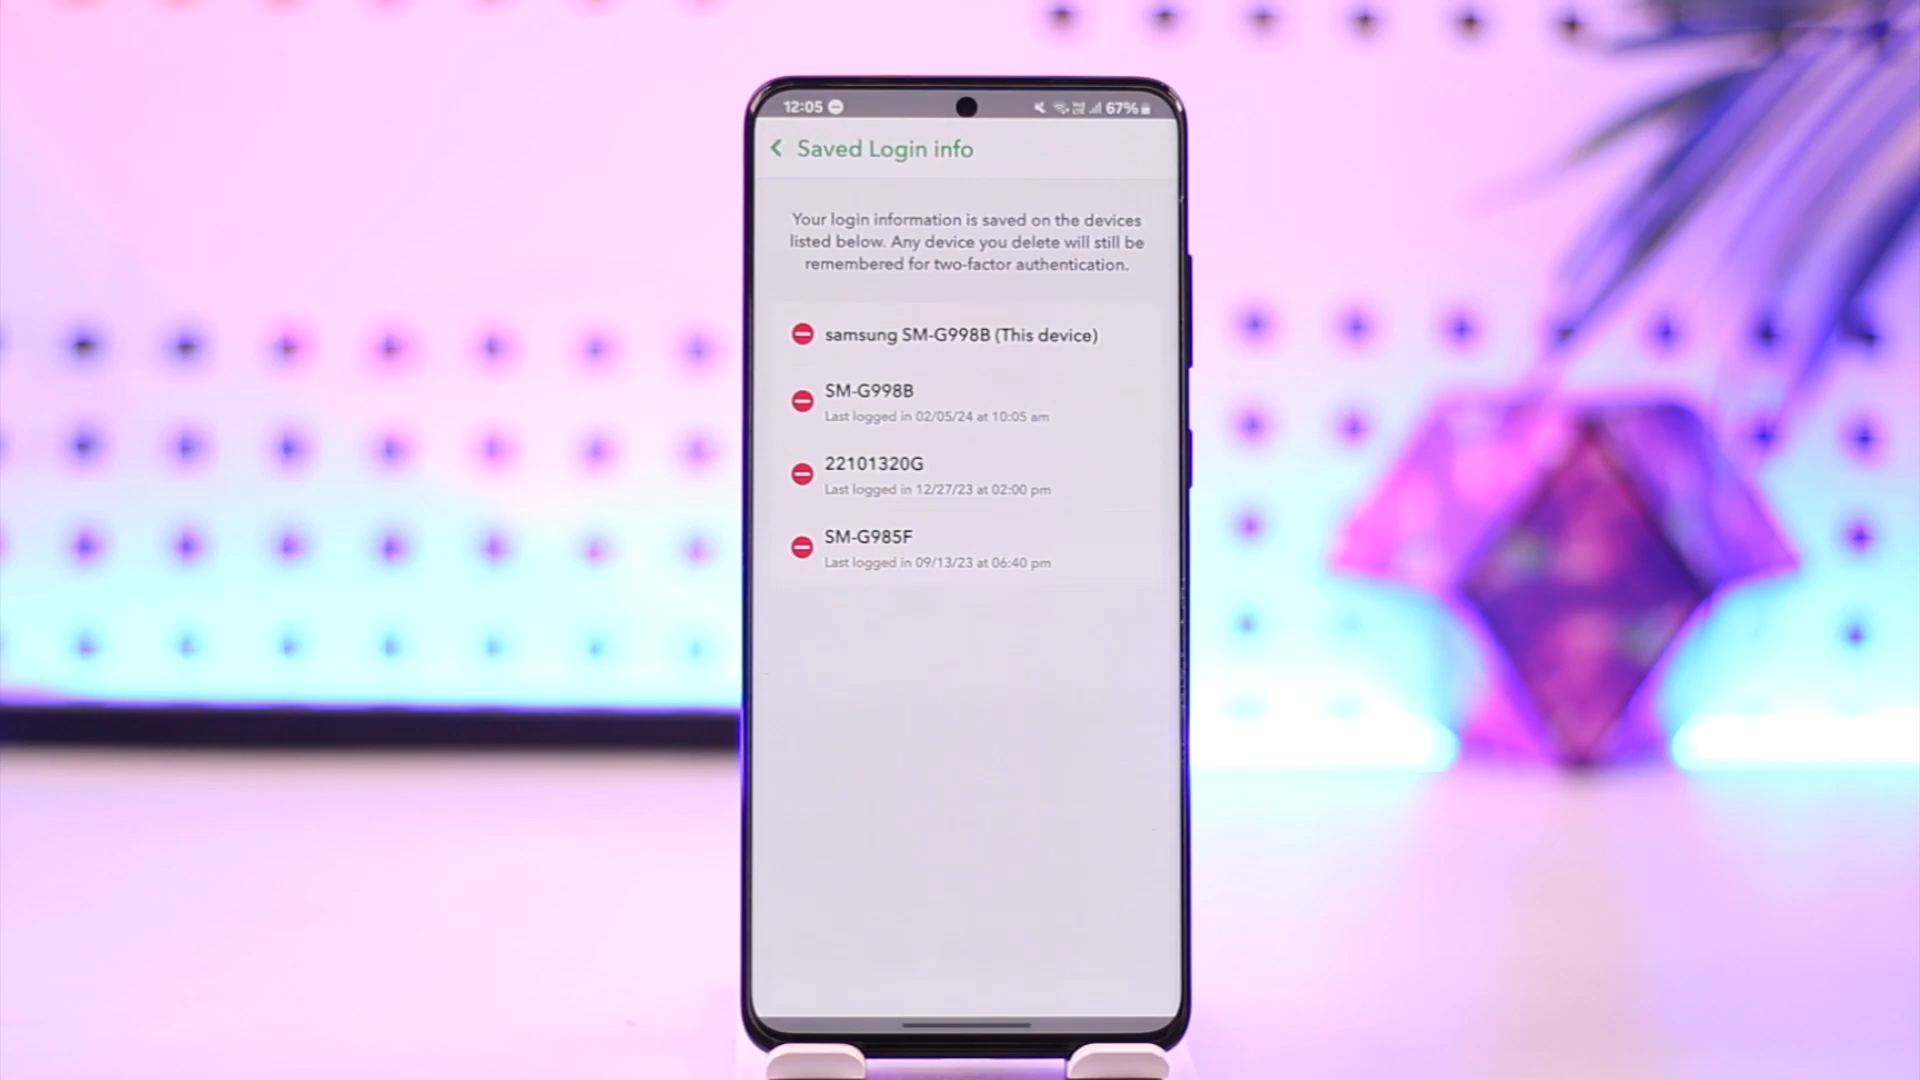 12:05
67%
Saved Login info
Your login information is saved on the devices
listed below. Any device you delete will still be
remembered for two-factor authentication.
samsung SM-G998B (This device)
SM-G998B
Last logged in 02/05/24 at 10:05 am
22101320G
Last logged in 12/27/23 at 02:00 pm
SM-G985F
Last logged in 09/13/23 at 06:40 pm